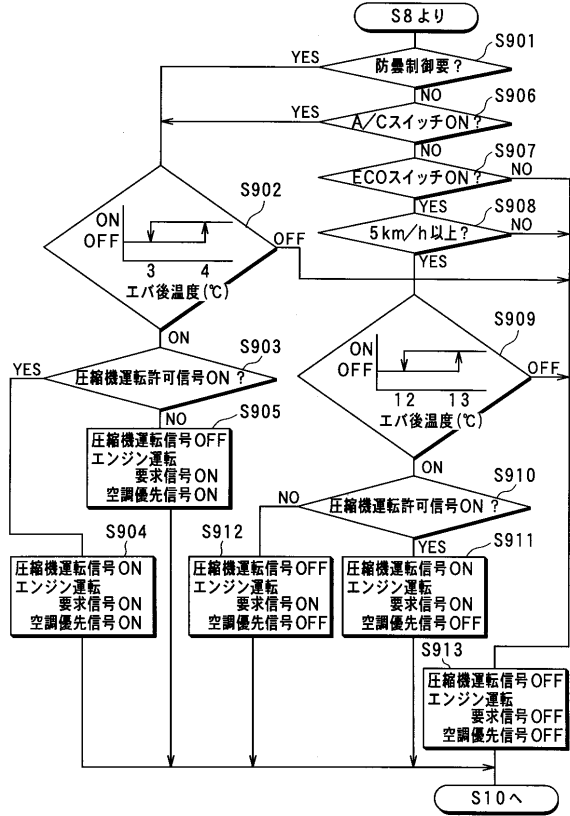 S8より
S901
防曇制御要？
YES
NO
S906
A/CスイッチON？
YES
NO
S907
ECOスイッチON？
NO
YES
S908
5km/h以上？
NO
YES
S902
ON
OFF
3 4
エバ後温度(℃)
OFF
ON
S903
圧縮機運転許可信号ON？
YES
NO
S905
圧縮機運転信号OFF
エンジン運転
要求信号ON
空調優先信号ON
S904
圧縮機運転信号ON
エンジン運転
要求信号ON
空調優先信号ON
S909
ON
OFF
12 13
エバ後温度(℃)
OFF
ON
S910
圧縮機運転許可信号ON？
NO
YES
S912
圧縮機運転信号OFF
エンジン運転
要求信号ON
空調優先信号OFF
S911
圧縮機運転信号ON
エンジン運転
要求信号ON
空調優先信号OFF
S913
圧縮機運転信号OFF
エンジン運転
要求信号OFF
空調優先信号OFF
S10へ